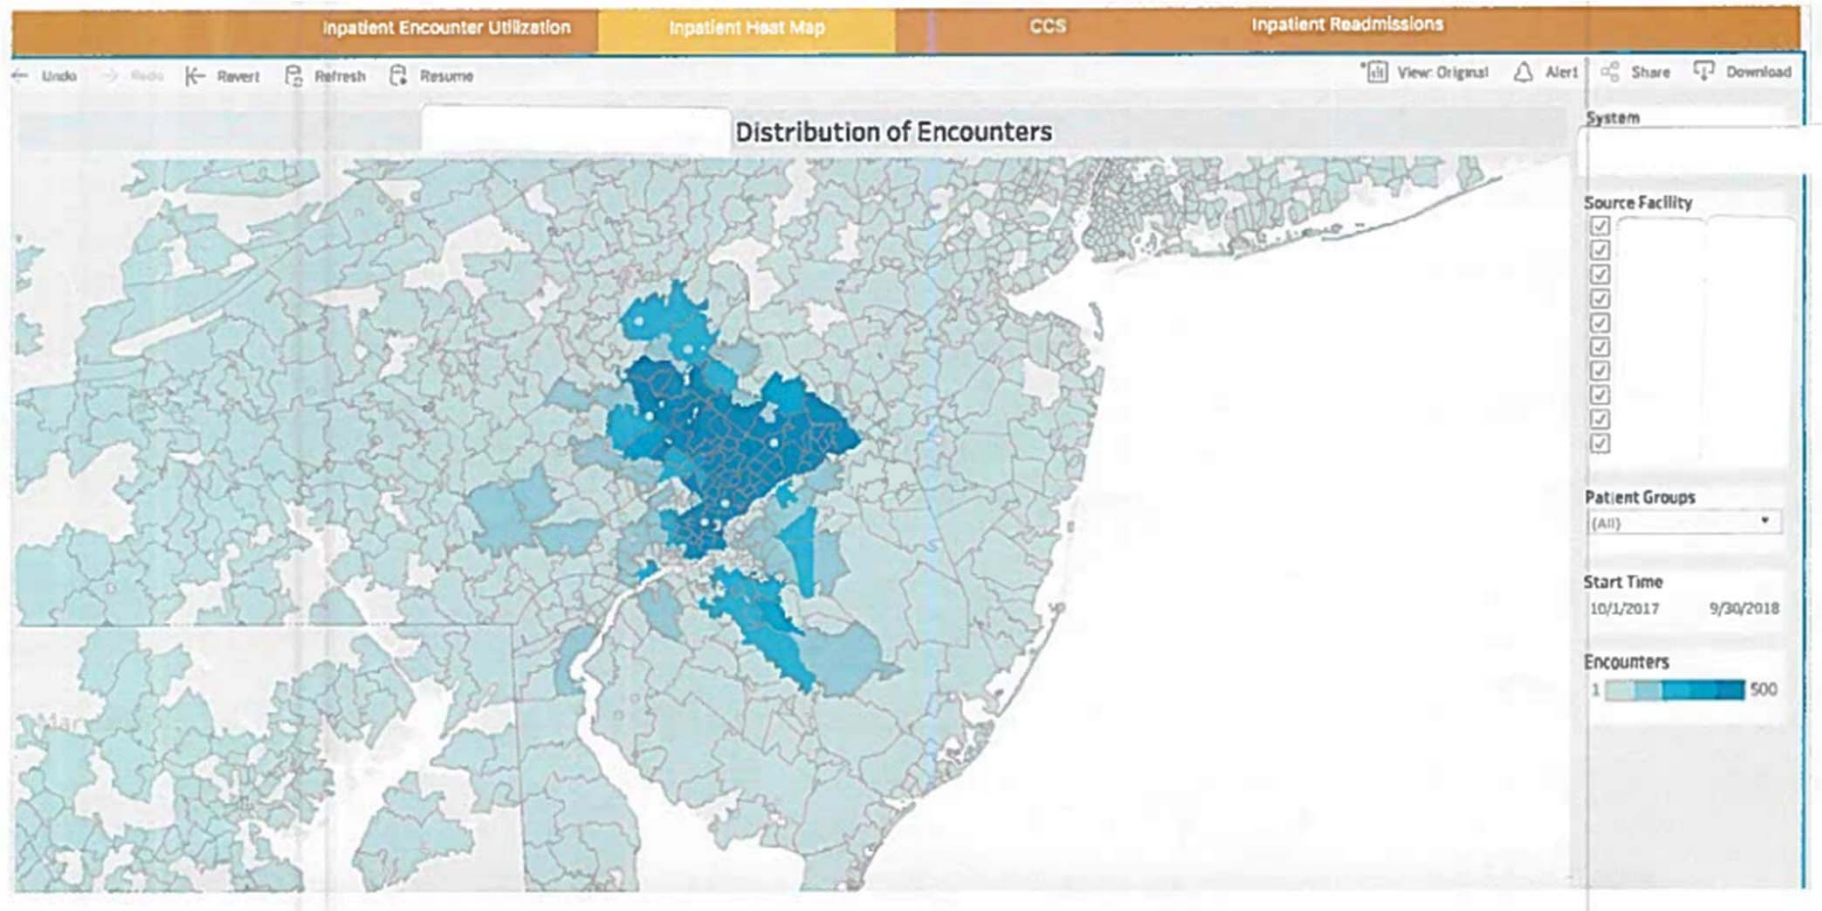 Inpatient Encounter Utilization
Inpatient Heat Map
CCS
Inpatient Readmissions
Undo
Redo
Revert
Refresh
Resume
View: Original
Alert
Share
Download
Distribution of Encounters
System
Source Facility
Patient Groups
(All)
Start Time
10/1/2017 9/30/2018
Encounters
1 500
Mar